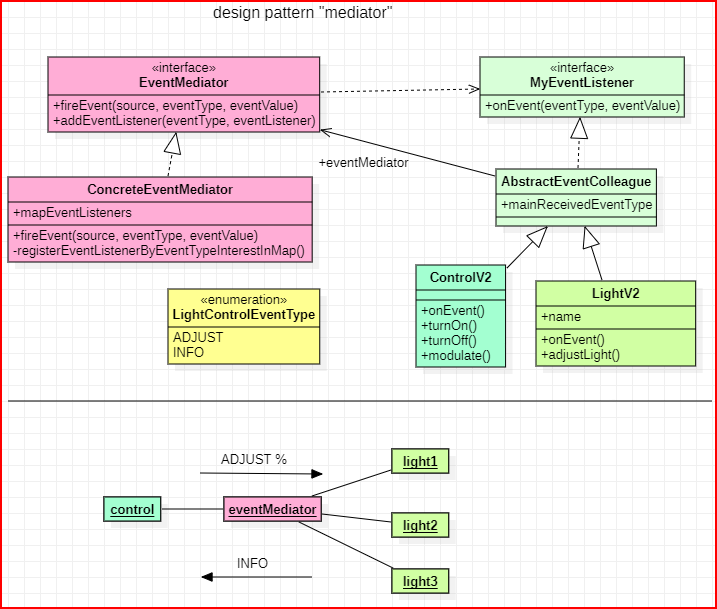 design pattern "mediator"
«interface»
EventMediator
+fireEvent(source, eventType, eventValue)
+addEventListener(eventType, eventListener)
«interface»
MyEventListener
+onEvent(eventType, eventValue)
+eventMediator
ConcreteEventMediator
+mapEventListeners
+fireEvent(source, eventType, eventValue)
-registerEventListenerByEventTypeInterestInMap()
AbstractEventColleague
+mainReceivedEventType
«enumeration»
LightControlEventType
ADJUST
INFO
ControlV2
+onEvent()
+turnOn()
+turnOff()
+modulate()
LightV2
+name
+onEvent()
+adjustLight()
ADJUST %
light1
control
eventMediator
light2
INFO
light3